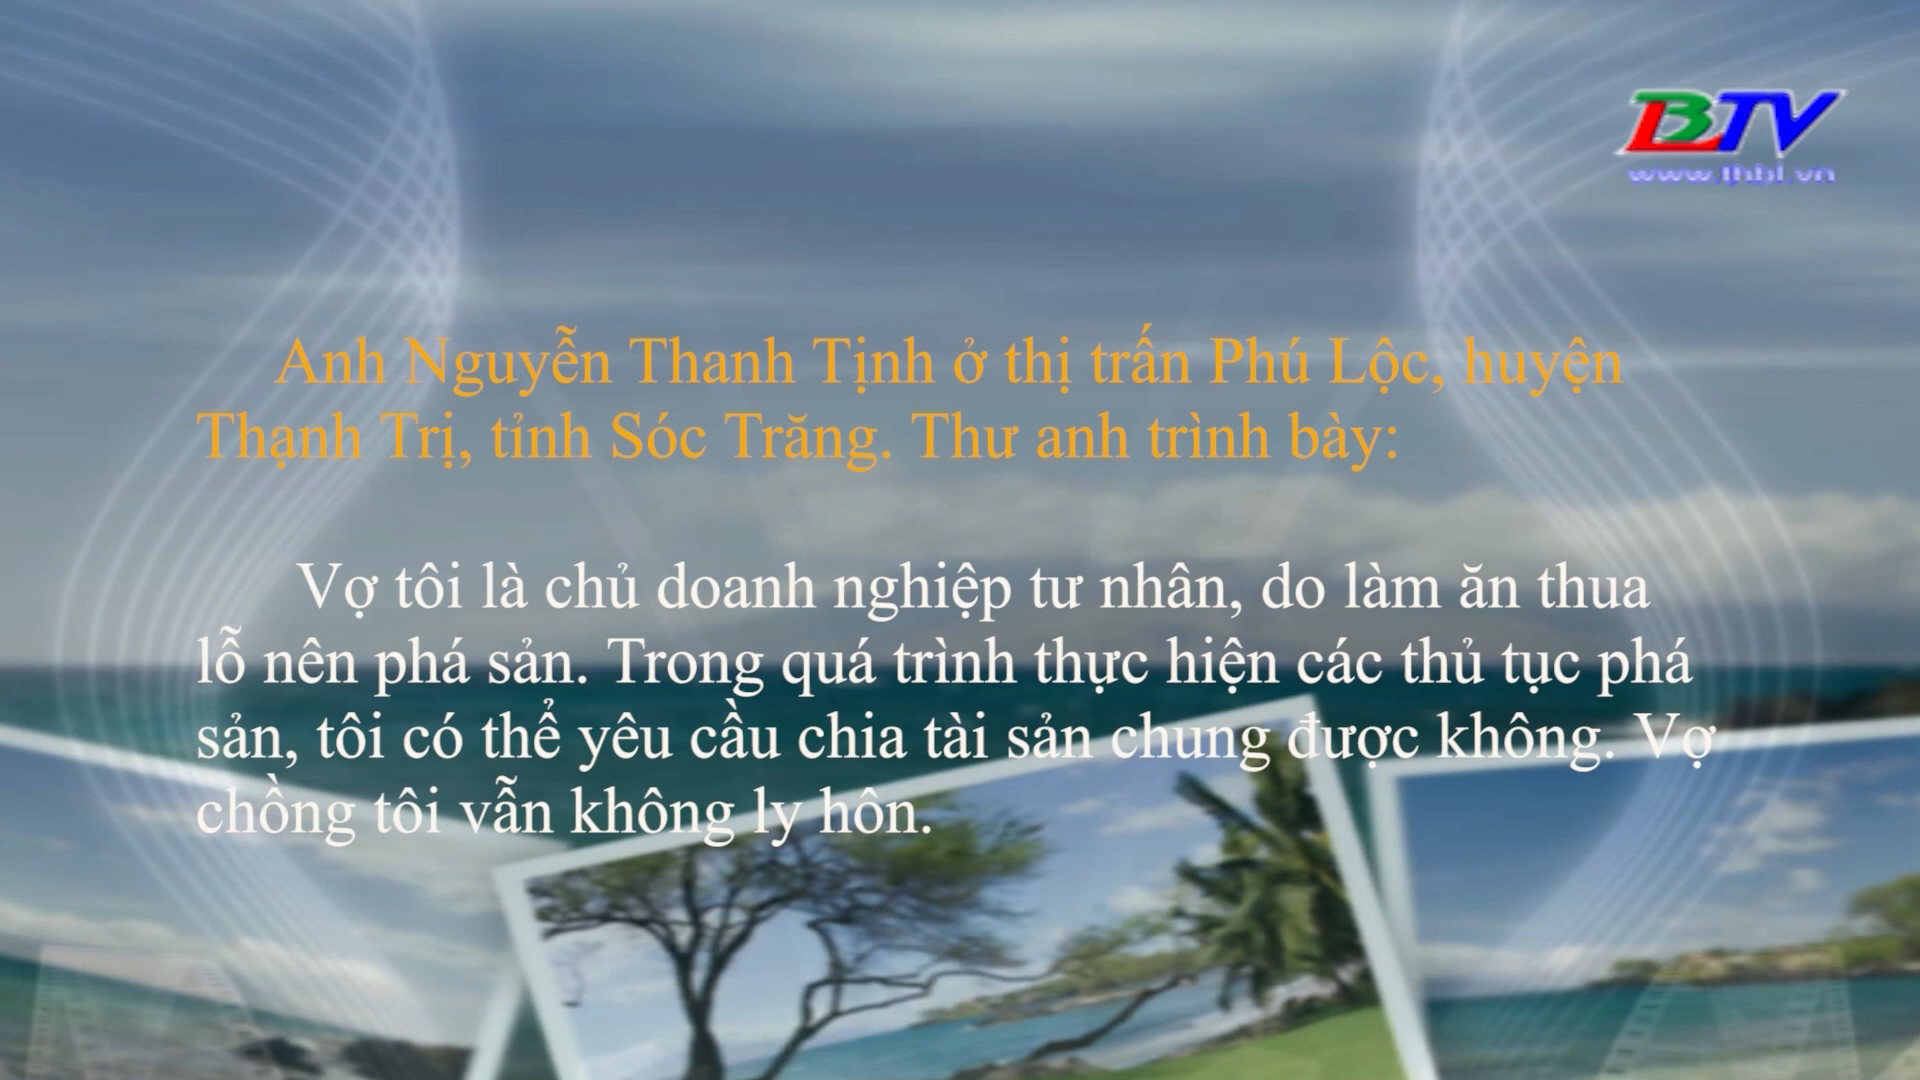 BTV
www.thbl.vn
Anh Nguyễn Thanh Tịnh ở thị trấn Phú Lộc, huyện
Thạnh Trị, tỉnh Sóc Trăng. Thư anh trình bày:
Vợ tôi là chủ doanh nghiệp tư nhân, do làm ăn thua
lỗ nên phá sản. Trong quá trình thực hiện các thủ tục phá
sản, tôi có thể yêu cầu chia tài sản chung được không. Vợ
chồng tôi vẫn không ly hôn.